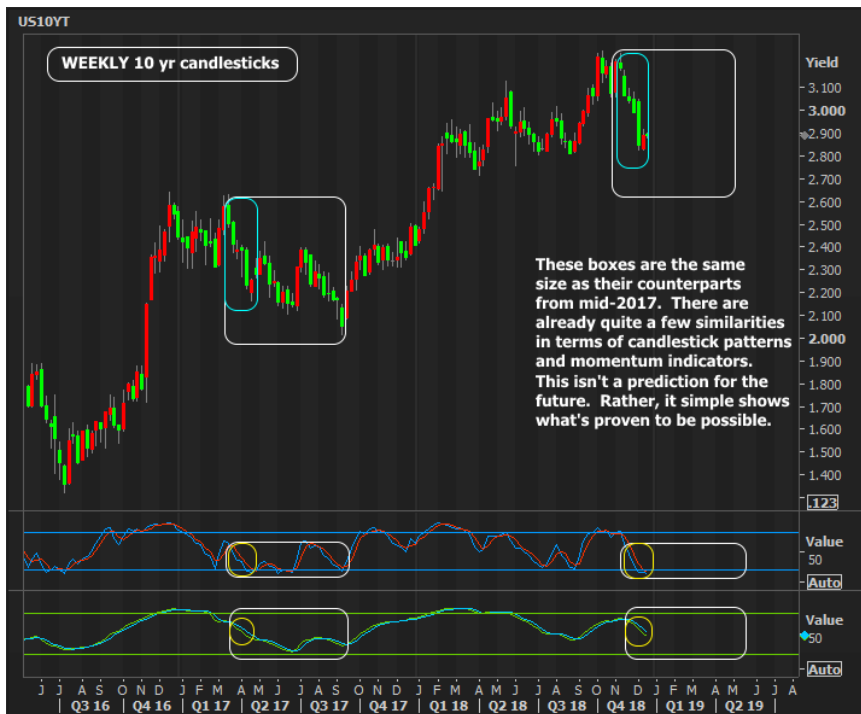 US10YT
WEEKLY 10 yr candlesticks
Yield
3.100
3.000
2.900
2.800
2.700
2.600
2.500
2.400
2.300
2.200
2.100
2.000
1.900
1.800
1.700
1.600
1.500
1.400
.123
These boxes are the same
size as their counterparts
from mid-2017. There are
already quite a few similarities
in terms of candlestick patterns
and momentum indicators.
This isn't a prediction for the
future. Rather, it simple shows
what's proven to be possible.
Value
50
Auto
Value
50
Auto
J J A S O N D J F M A M J J A S O N D J F M A M J J A S O N D J F M A M J J A
Q3 16 Q4 16 Q1 17 Q2 17 Q3 17 Q4 17 Q1 18 Q2 18 Q3 18 Q4 18 Q1 19 Q2 19